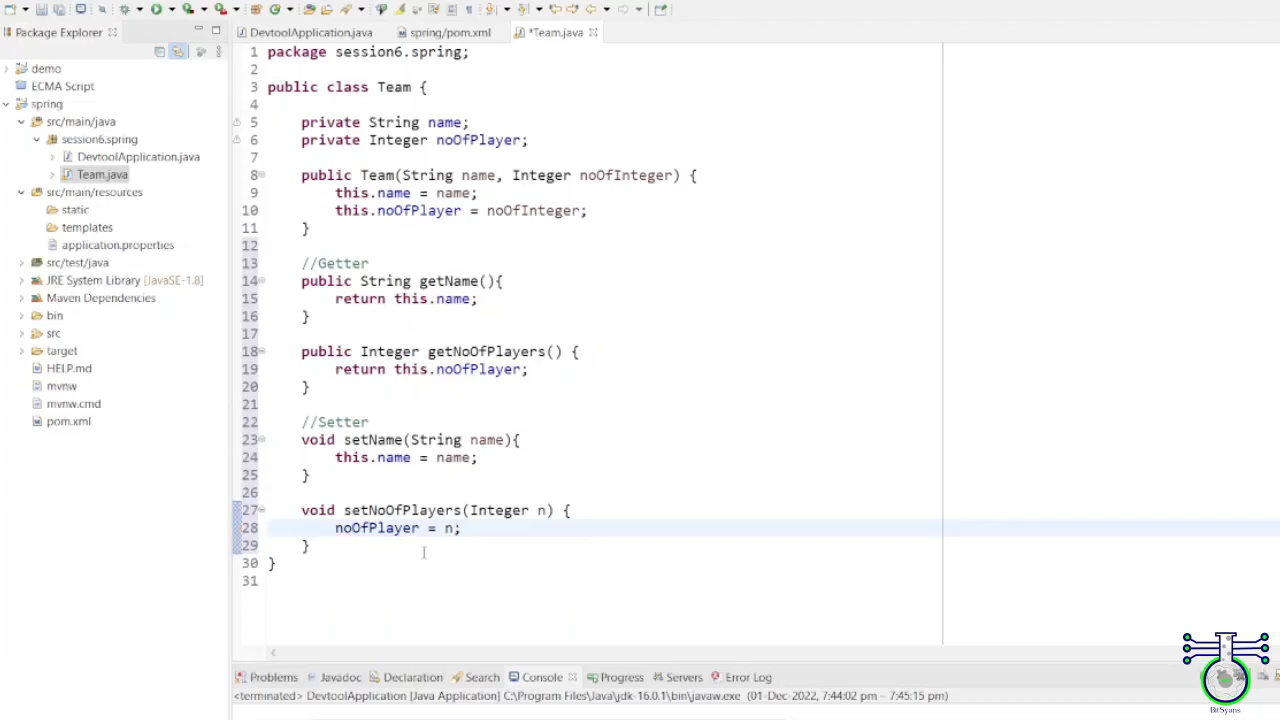 Package Explorer
demo
ECMA Script
spring
src/main/java
session6.spring
DevtoolApplication.java
Team.java
src/main/resources
static
templates
application.properties
src/test/java
JRE System Library [JavaSE-1.8]
Maven Dependencies
bin
src
target
HELP.md
mvnw
mvnw.cmd
pom.xml
DevtoolApplication.java spring/pom.xml *Team.java
1 package session6.spring;
2
3 public class Team {
4
5 private String name;
6 private Integer noOfPlayer;
7
8 public Team(String name, Integer noOfInteger) {
9 this.name = name;
10 this.noOfPlayer = noOfInteger;
11 }
12
13 //Getter
14 public String getName(){
15 return this.name;
16 }
17
18 public Integer getNoOfPlayers() {
19 return this.noOfPlayer;
20 }
21
22 //Setter
23 void setName(String name){
24 this.name = name;
25 }
26
27 void setNoOfPlayers(Integer n) {
28 noOfPlayer = n;
29 }
30 }
31
Problems Javadoc Declaration Search Console Progress Servers Error Log
<terminated> DevtoolApplication [Java Application] C:\Program Files\Java\jdk-16.0.1\bin\javaw.exe (01-Dec-2022, 7:44:02 pm – 7:45:15 pm)
BitSyans